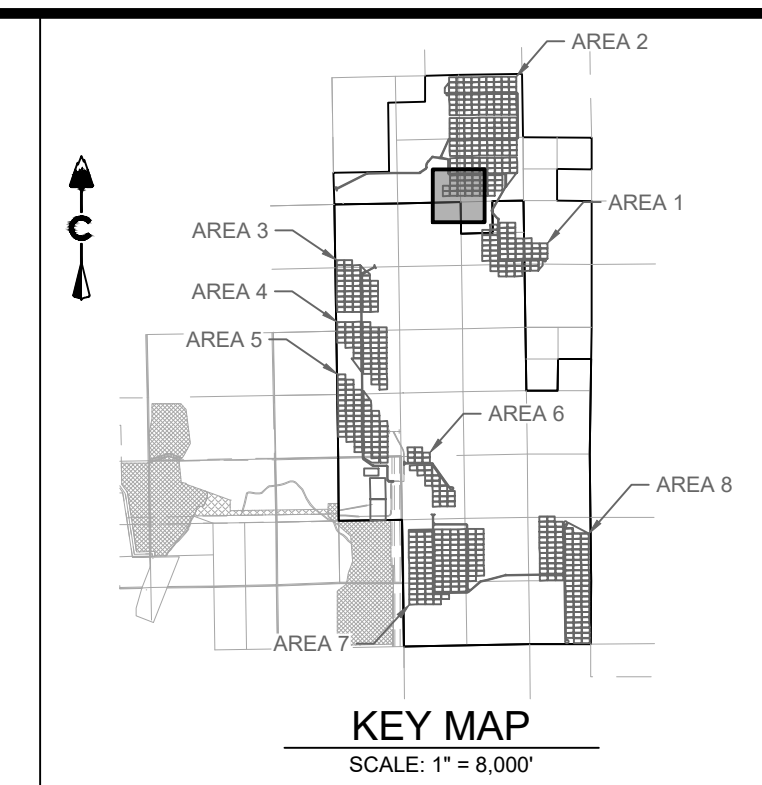 AREA 2
AREA 1
C
AREA 3
AREA 4
AREA 5
AREA 6
AREA 8
AREA 7
KEY MAP
SCALE: 1" = 8,000'